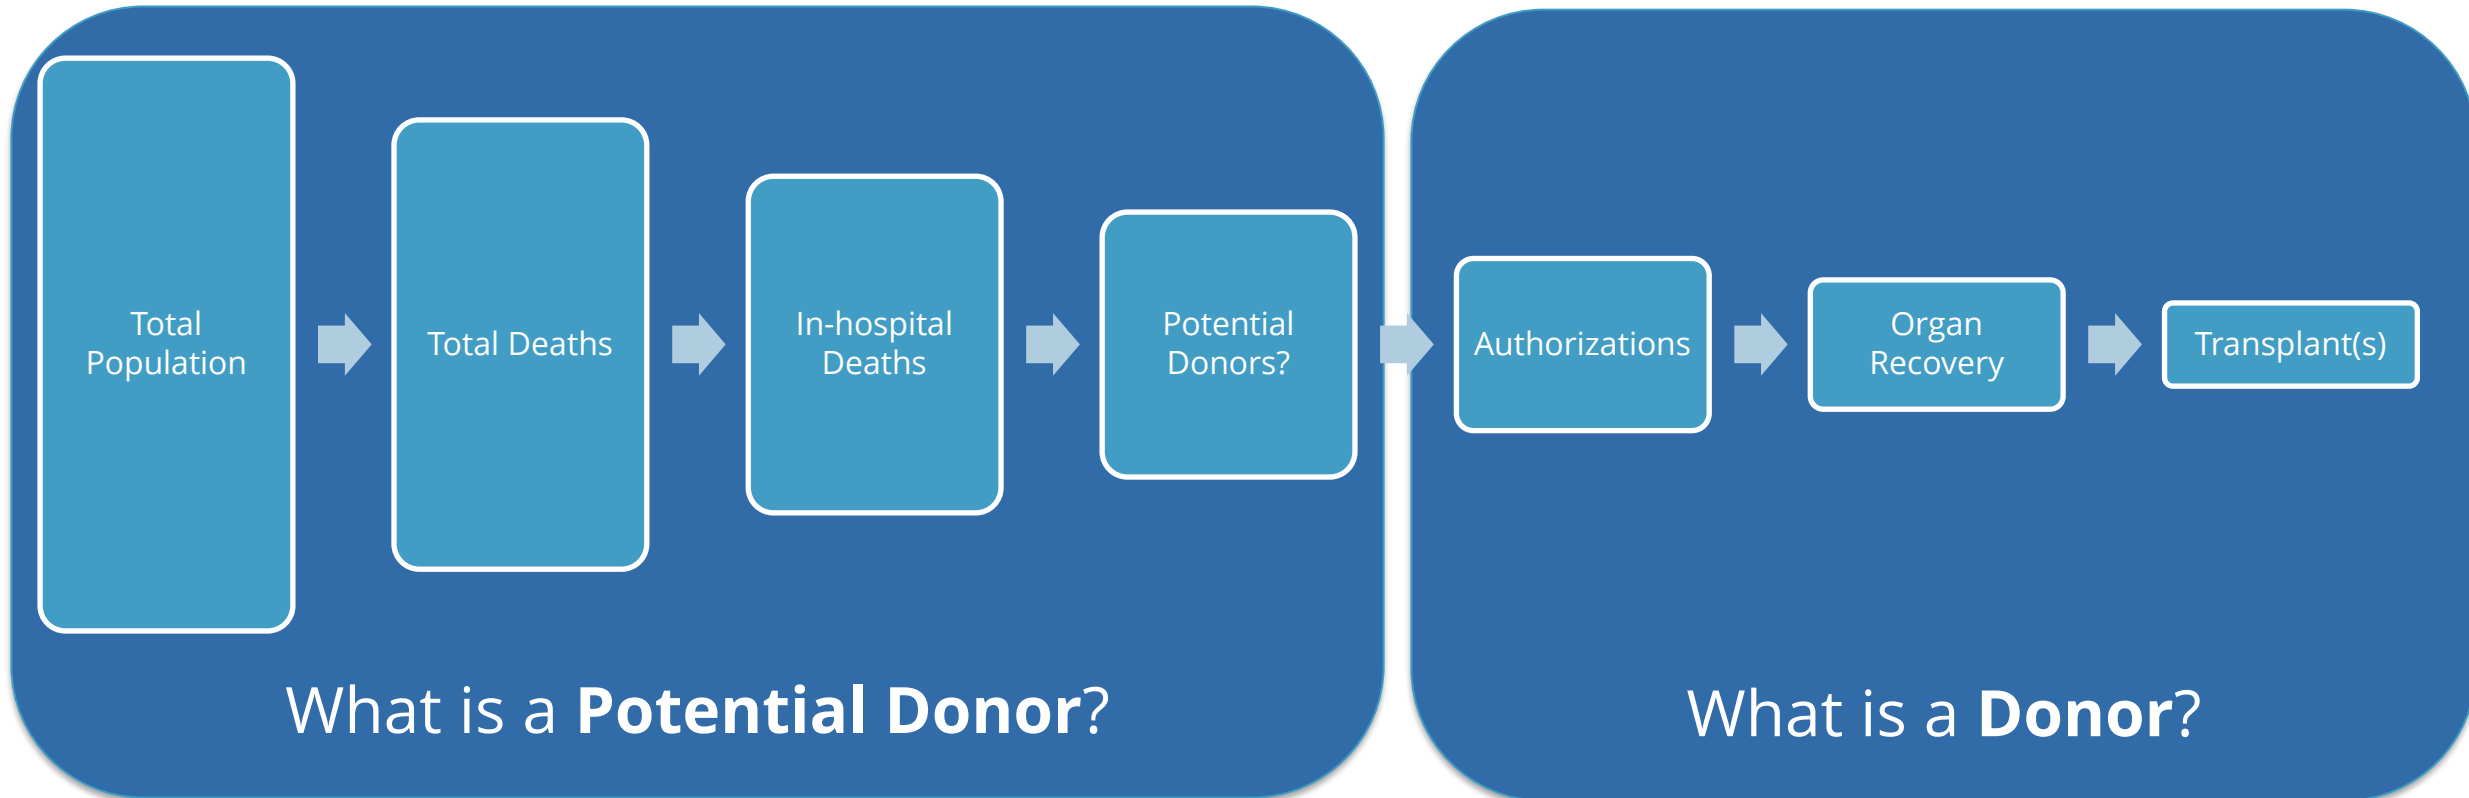 Total
Population
Total Deaths
In-hospital
Deaths
Potential
Donors?
Authorizations
Organ
Recovery
Transplant(s)
What is a Potential Donor?
What is a Donor?